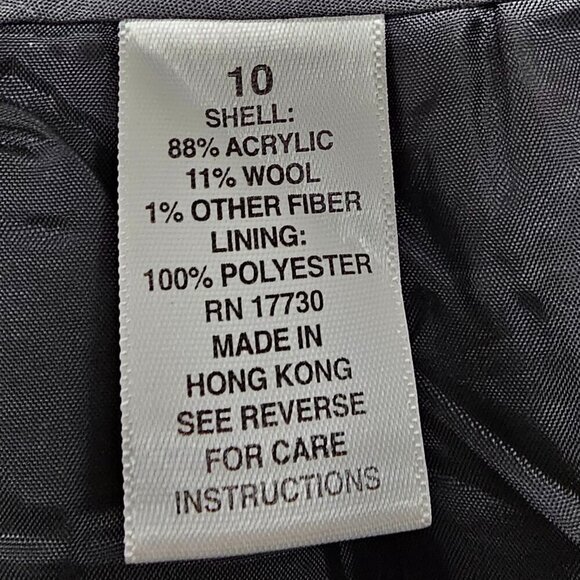 10
SHELL:
88% ACRYLIC
11% WOOL
1% OTHER FIBER
LINING:
100% POLYESTER
RN 17730
MADE IN
HONG KONG
SEE REVERSE
FOR CARE
INSTRUCTIONS